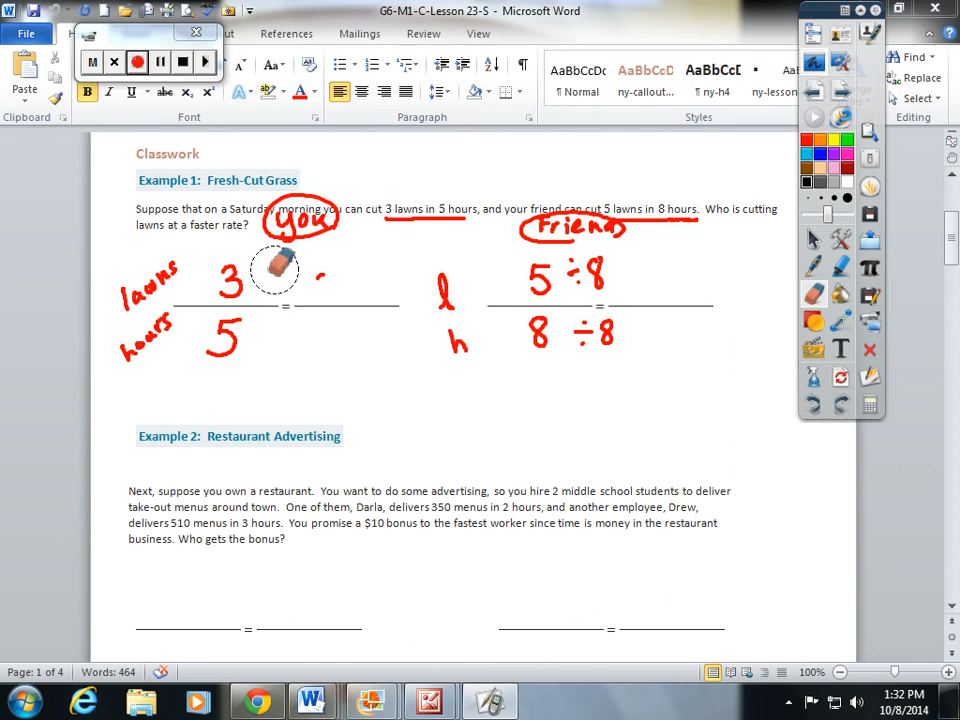 G6-M1-C-Lesson 23-S - Microsoft Word
File
References
Mailings
Review
View
M
Paste
Clipboard
Aa
B I U abc x₂ x²
A
Font
Paragraph
AaBbCcDc AaBbCcD AaBbCcD AaBb
¶ Normal ny-callout... ¶ ny-h4 ny-lesson
Styles
Find
Replace
Select
Editing
Classwork
Example 1: Fresh-Cut Grass
Suppose that on a Saturday morning you can cut 3 lawns in 5 hours, and your friend can cut 5 lawns in 8 hours. Who is cutting
lawns at a faster rate?
you
Friends
lawns 3 = l 5 ÷8 =
hours 5 h 8 ÷8
Example 2: Restaurant Advertising
Next, suppose you own a restaurant. You want to do some advertising, so you hire 2 middle school students to deliver
take-out menus around town. One of them, Darla, delivers 350 menus in 2 hours, and another employee, Drew,
delivers 510 menus in 3 hours. You promise a $10 bonus to the fastest worker since time is money in the restaurant
business. Who gets the bonus?
= =
Page: 1 of 4 Words: 464 100%
1:32 PM
10/8/2014